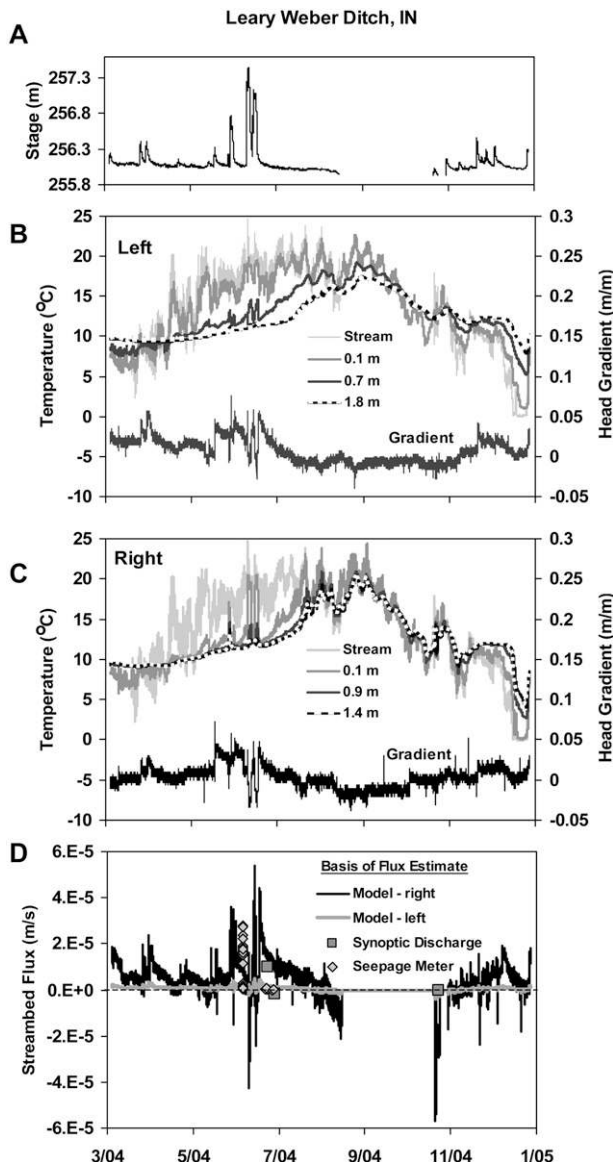 Leary Weber Ditch, IN
A
Stage (m)
257.3
256.8
256.3
255.8
B
Left
Temperature (°C)
25
20
15
10
5
0
-5
-10
Stream
0.1 m
0.7 m
1.8 m
Gradient
0.3
0.25
0.2
0.15
0.1
0.05
0
-0.05
Head Gradient (m/m)
C
Right
Temperature (°C)
25
20
15
10
5
0
-5
-10
Stream
0.1 m
0.9 m
1.4 m
Gradient
0.3
0.25
0.2
0.15
0.1
0.05
0
-0.05
Head Gradient (m/m)
D
Streambed Flux (m/s)
6.E-5
4.E-5
2.E-5
0.E+0
-2.E-5
-4.E-5
-6.E-5
Basis of Flux Estimate
Model - right
Model - left
Synoptic Discharge
Seepage Meter
3/04 5/04 7/04 9/04 11/04 1/05